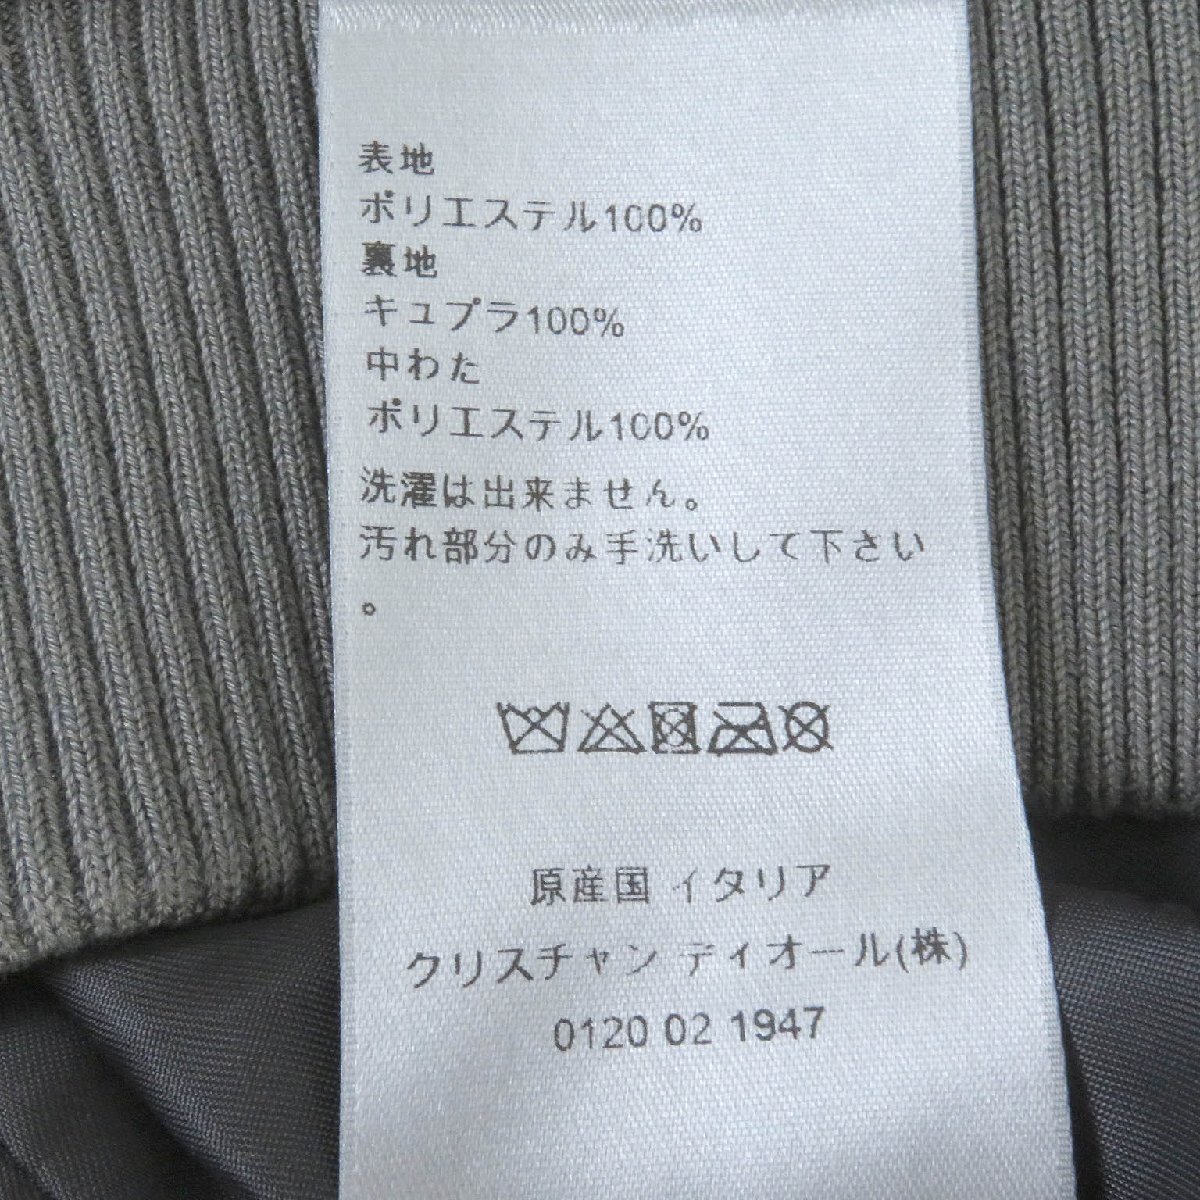 表地
ポリエステル100%
裏地
キュプラ100%
中わた
ポリエステル100%
洗濯は出来ません。
汚れ部分のみ手洗いして下さい
。
原産国 イタリア
クリスチャン ディオール(株)
0120 02 1947